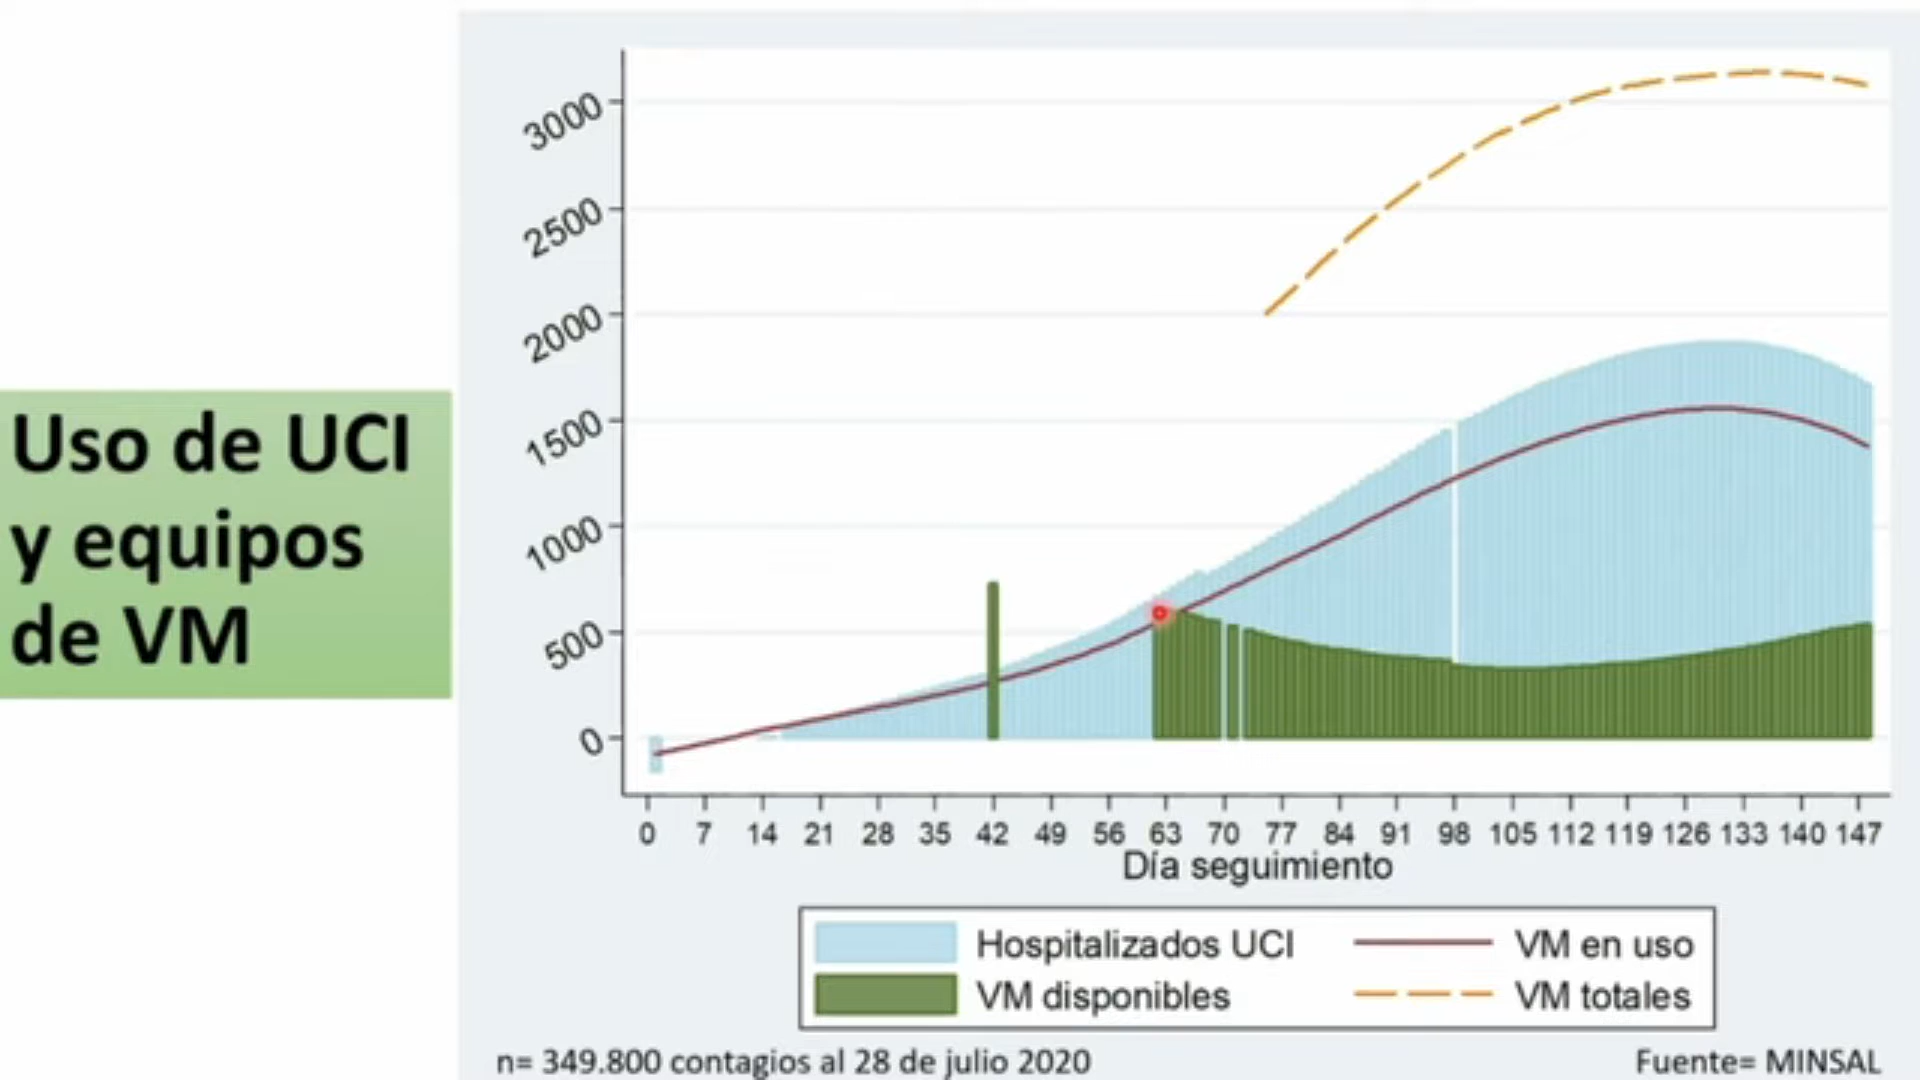 Uso de UCI
y equipos
de VM
3000
2500
2000
1500
1000
500
0
0 7 14 21 28 35 42 49 56 63 70 77 84 91 98 105 112 119 126 133 140 147
Día seguimiento
Hospitalizados UCI VM en uso
VM disponibles VM totales
n= 349.800 contagios al 28 de julio 2020 Fuente= MINSAL